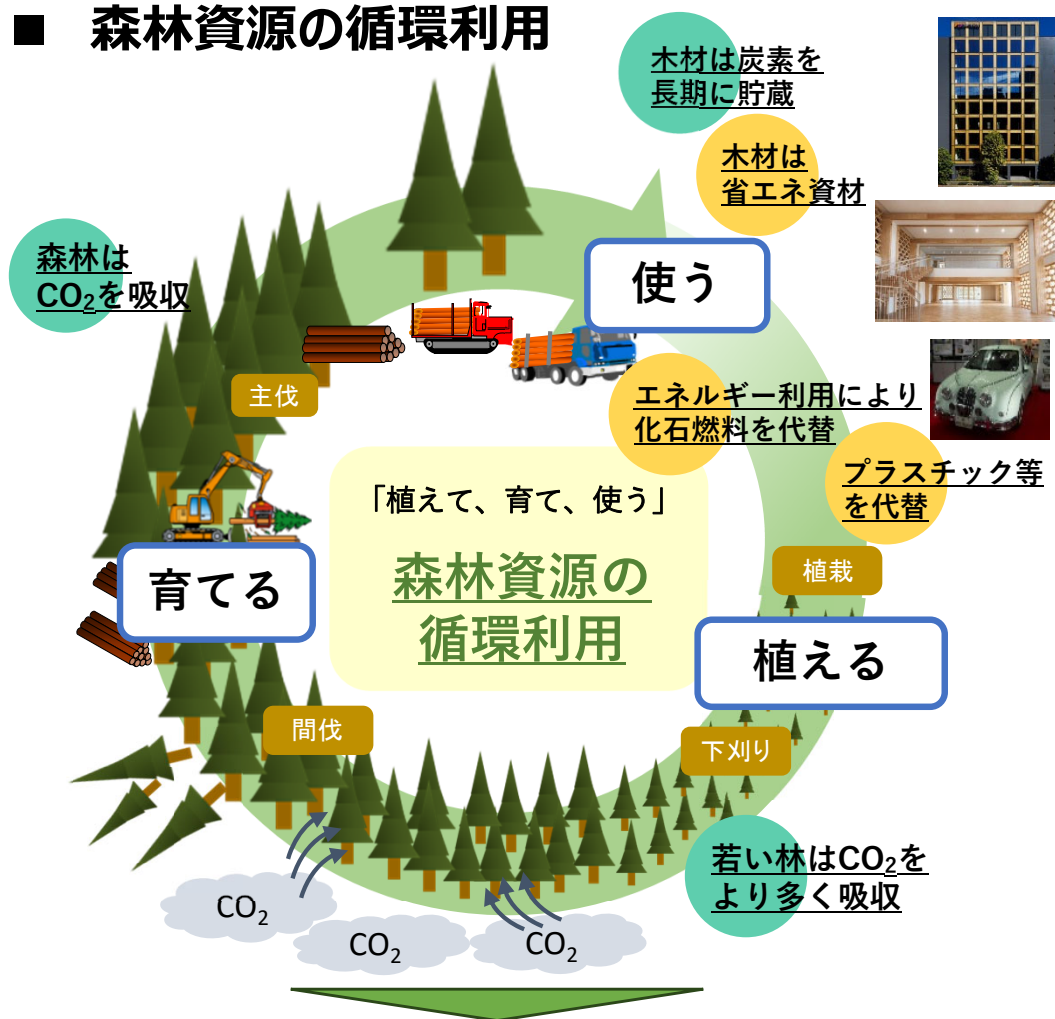 ■ 森林資源の循環利用
木材は炭素を
長期に貯蔵
木材は
省エネ資材
森林は
CO₂を吸収
使う
主伐
エネルギー利用により
化石燃料を代替
プラスチック等
を代替
「植えて、育て、使う」
森林資源の
循環利用
育てる
植栽
植える
間伐
下刈り
若い林はCO₂を
より多く吸収
CO₂
CO₂
CO₂